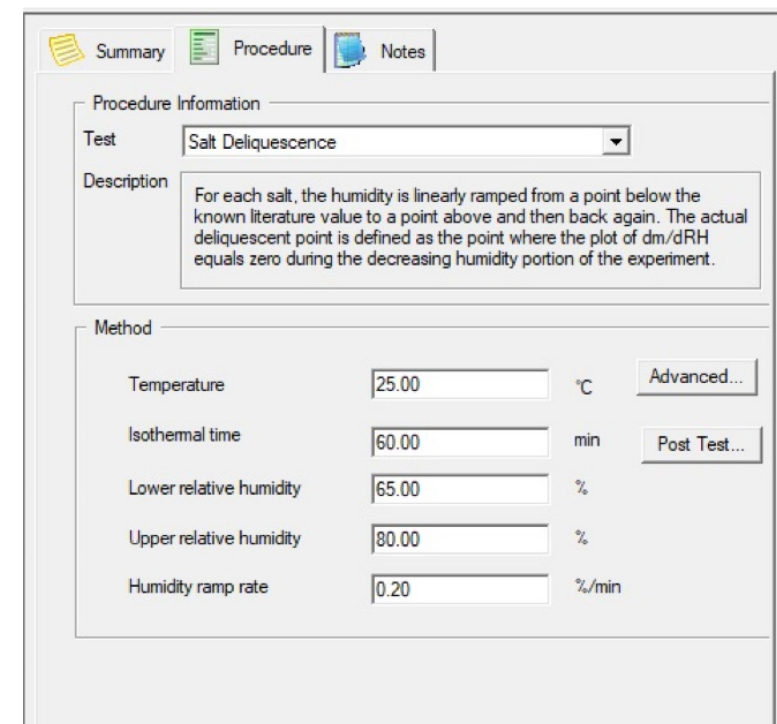 Summary Procedure Notes
Procedure Information
Test Salt Deliquescence
Description For each salt, the humidity is linearly ramped from a point below the
known literature value to a point above and then back again. The actual
deliquescent point is defined as the point where the plot of dm/dRH
equals zero during the decreasing humidity portion of the experiment.
Method
Temperature 25.00 °C Advanced...
Isothermal time 60.00 min Post Test...
Lower relative humidity 65.00 %
Upper relative humidity 80.00 %
Humidity ramp rate 0.20 %/min